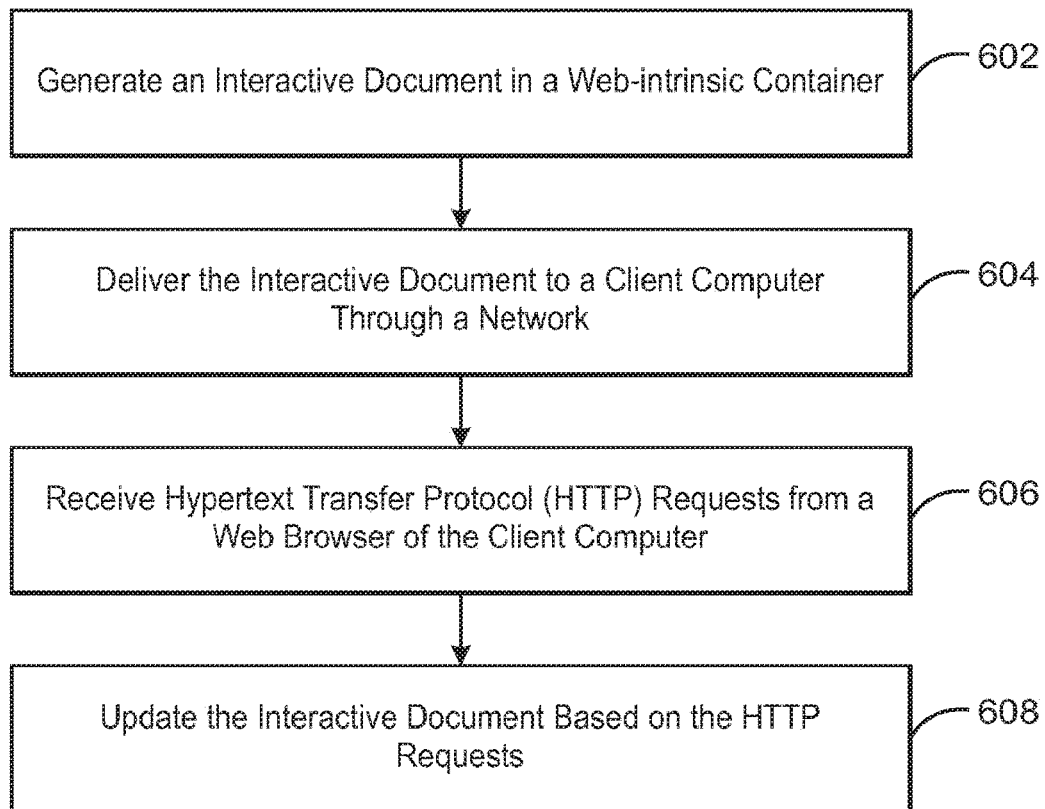 Generate an Interactive Document in a Web-intrinsic Container
602
Deliver the Interactive Document to a Client Computer
Through a Network
604
Receive Hypertext Transfer Protocol (HTTP) Requests from a
Web Browser of the Client Computer
606
Update the Interactive Document Based on the HTTP
Requests
608